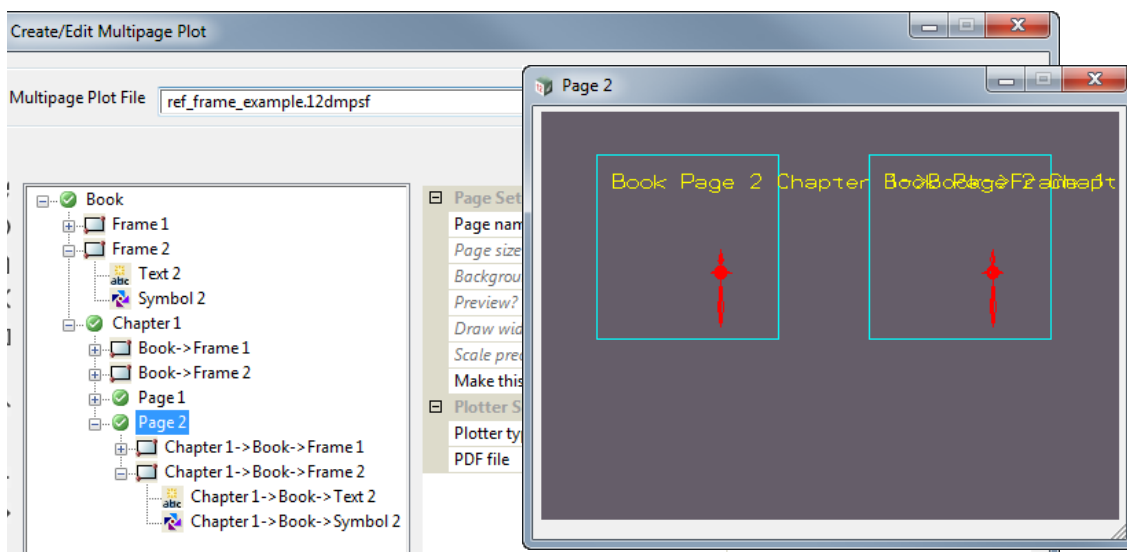 Create/Edit Multipage Plot
Multipage Plot File
ref_frame_example.12dmpsf
Book
Frame 1
Frame 2
Text 2
Symbol 2
Chapter 1
Book->Frame 1
Book->Frame 2
Page 1
Page 2
Chapter 1->Book->Frame 1
Chapter 1->Book->Frame 2
Chapter 1->Book->Text 2
Chapter 1->Book->Symbol 2
Page Set
Page nam
Page size
Backgrou
Preview?
Draw wid
Scale pred
Make this
Plotter S
Plotter ty
PDF file
Page 2
Book Page 2 Chapter